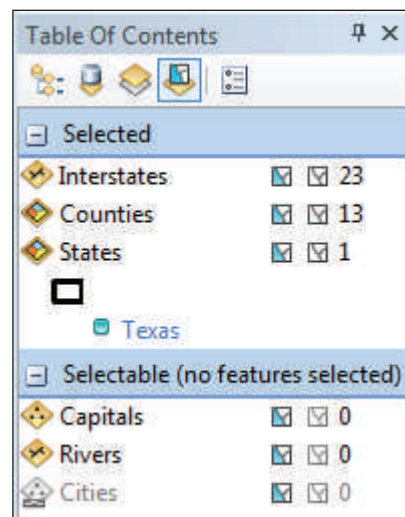 Table Of Contents
Selected
Interstates 23
Counties 13
States 1
Texas
Selectable (no features selected)
Capitals 0
Rivers 0
Cities 0